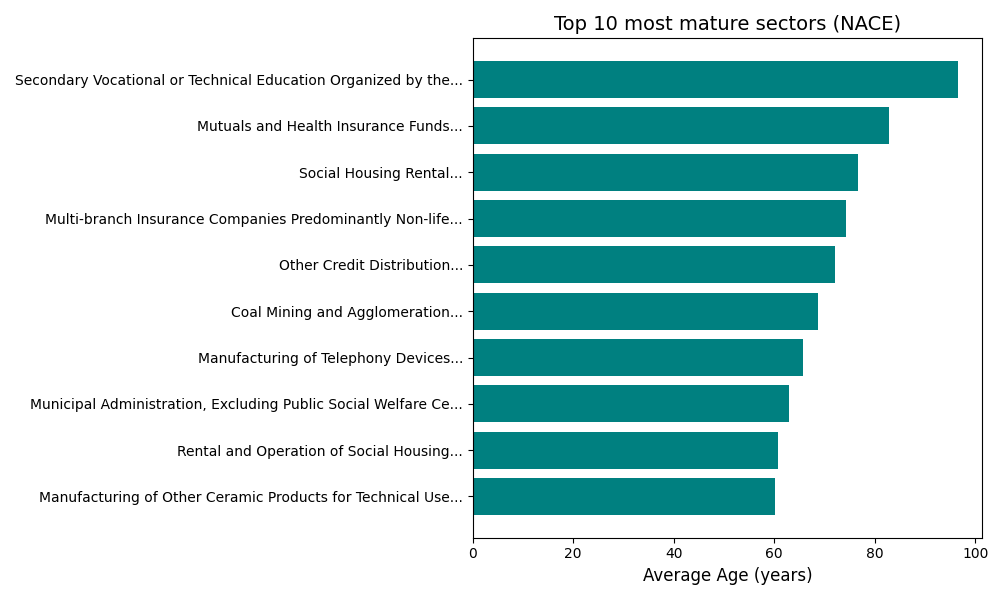 Top 10 most mature sectors (NACE)
Secondary Vocational or Technical Education Organized by the...
Mutuals and Health Insurance Funds...
Social Housing Rental...
Multi-branch Insurance Companies Predominantly Non-life...
Other Credit Distribution...
Coal Mining and Agglomeration...
Manufacturing of Telephony Devices...
Municipal Administration, Excluding Public Social Welfare Ce...
Rental and Operation of Social Housing...
Manufacturing of Other Ceramic Products for Technical Use...
0 20 40 60 80 100
Average Age (years)